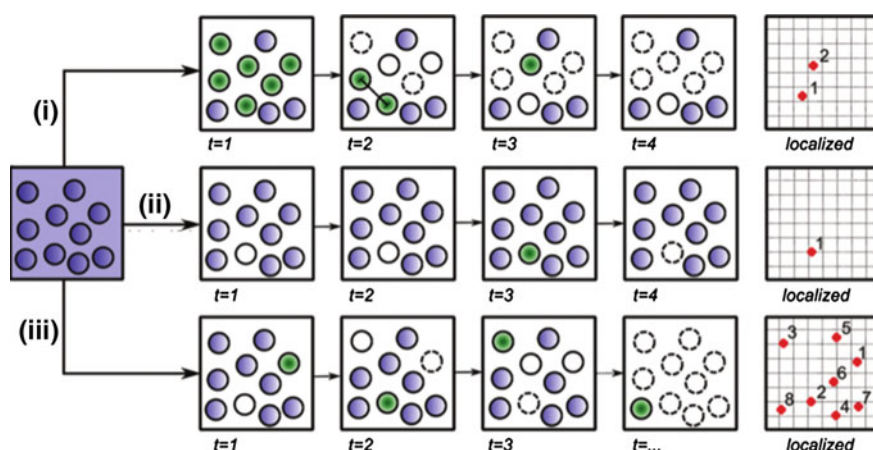 (i)
t=1
t=2
t=3
t=4
2
1
localized
(ii)
t=1
t=2
t=3
t=4
1
localized
(iii)
t=1
t=2
t=3
t=...
3
5
1
6
8
2
4
7
localized